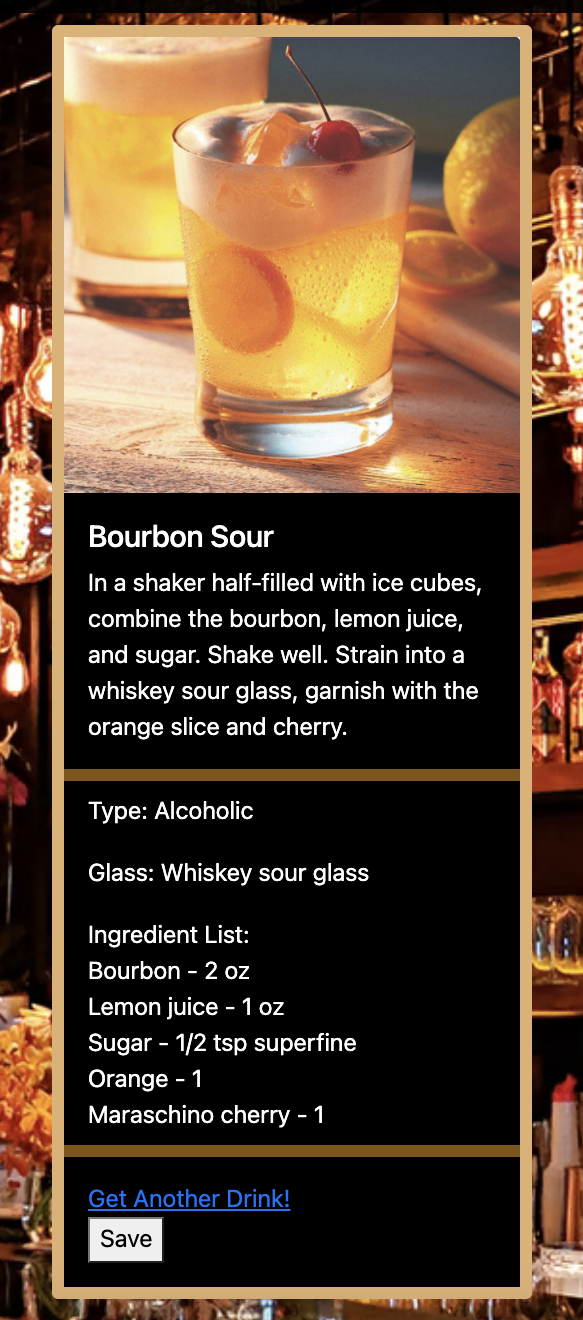 Bourbon Sour
In a shaker half-filled with ice cubes,
combine the bourbon, lemon juice,
and sugar. Shake well. Strain into a
whiskey sour glass, garnish with the
orange slice and cherry.
Type: Alcoholic
Glass: Whiskey sour glass
Ingredient List:
Bourbon - 2 oz
Lemon juice - 1 oz
Sugar - 1/2 tsp superfine
Orange - 1
Maraschino cherry - 1
Get Another Drink!
Save